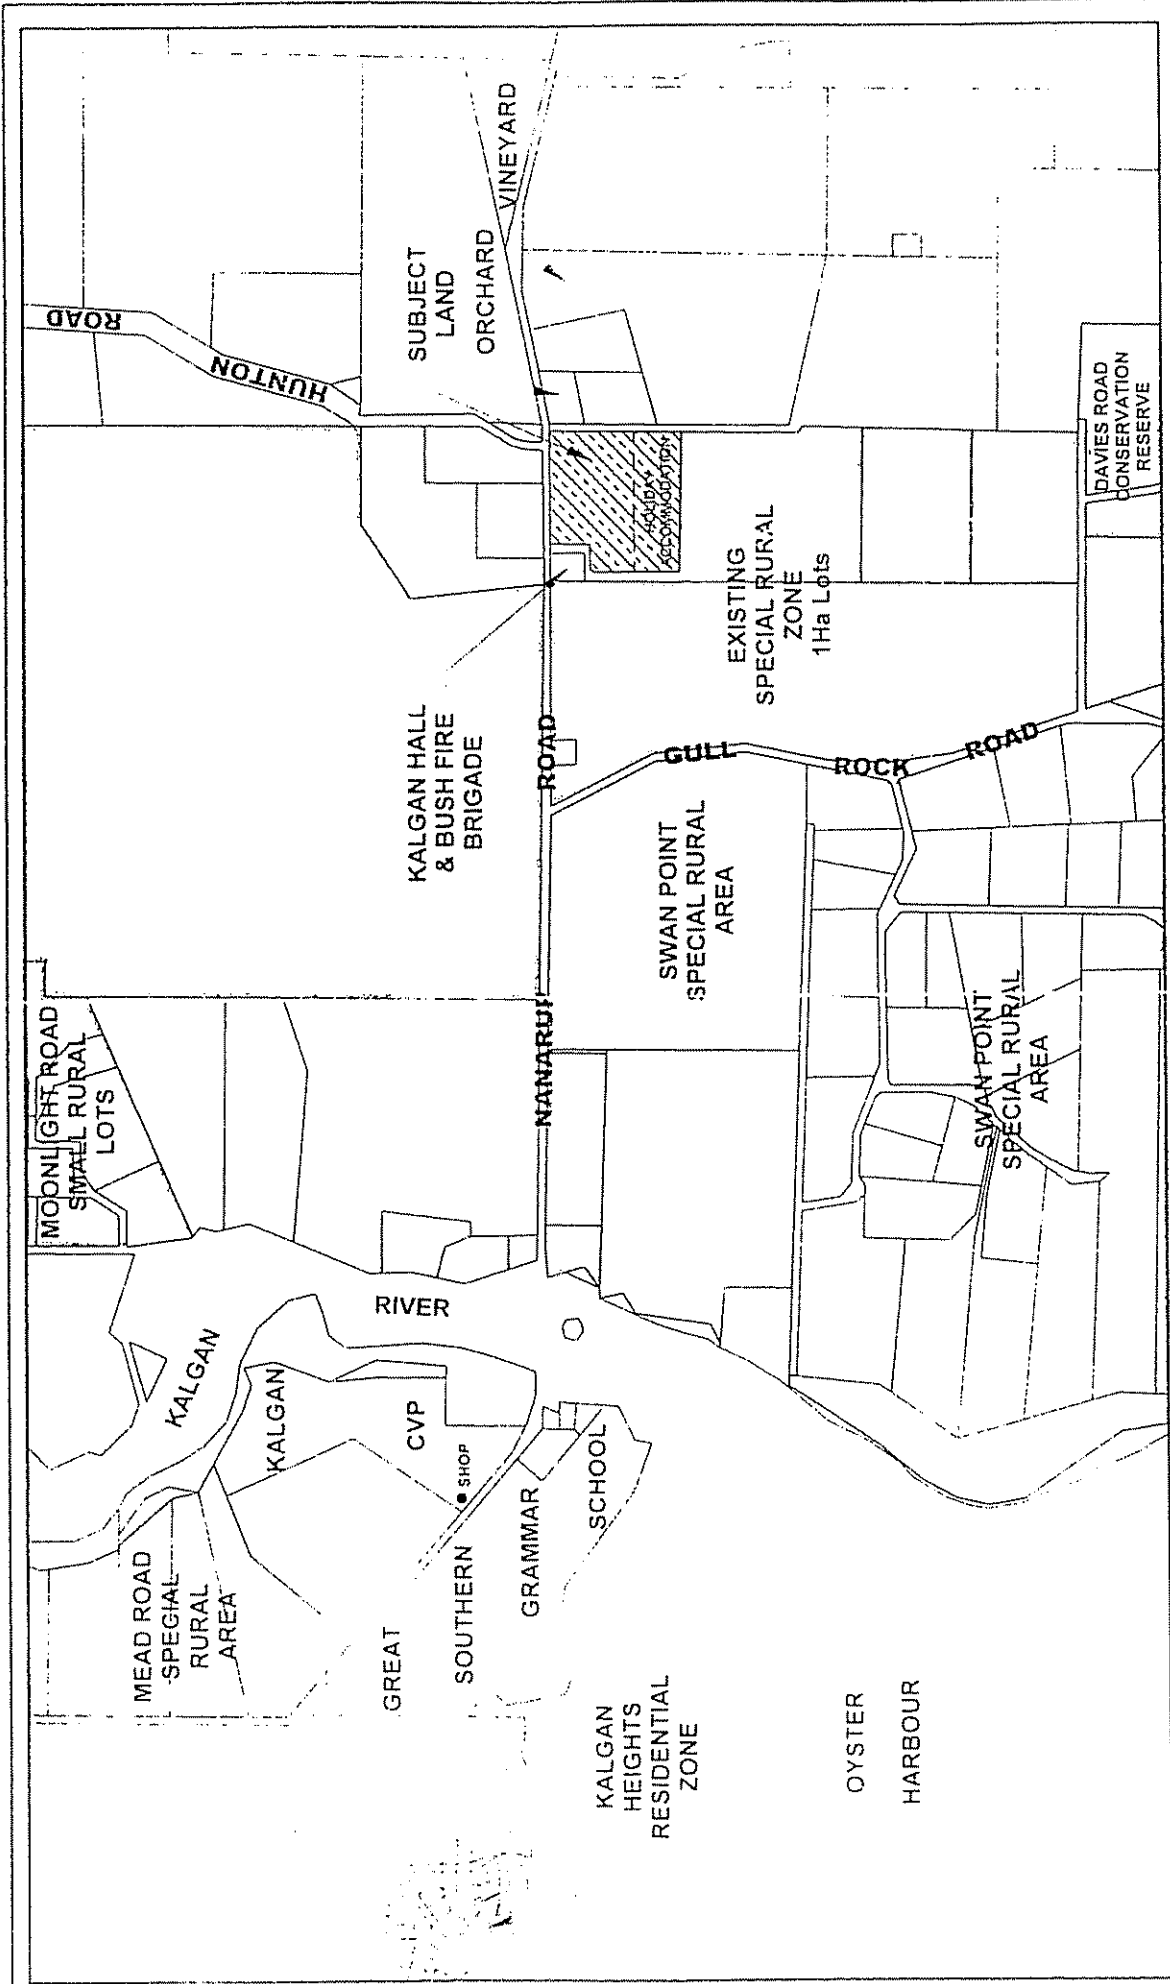 MOONLIGHT ROAD
SMALL RURAL
LOTS
HUNTON
ROAD
SUBJECT
LAND
ORCHARD
VINEYARD
KALGAN HALL
& BUSH FIRE
BRIGADE
HOLIDAY
ACCOMMODATION
NANARUP
ROAD
EXISTING
SPECIAL RURAL
ZONE
1Ha Lots
DAVIES ROAD
CONSERVATION
RESERVE
GULL
ROCK
ROAD
SWAN POINT
SPECIAL RURAL
AREA
SWAN POINT
SPECIAL RURAL
AREA
KALGAN
RIVER
KALGAN
CVP
SHOP
MEAD ROAD
SPECIAL
RURAL
AREA
GREAT
SOUTHERN
GRAMMAR
SCHOOL
KALGAN
HEIGHTS
RESIDENTIAL
ZONE
OYSTER
HARBOUR